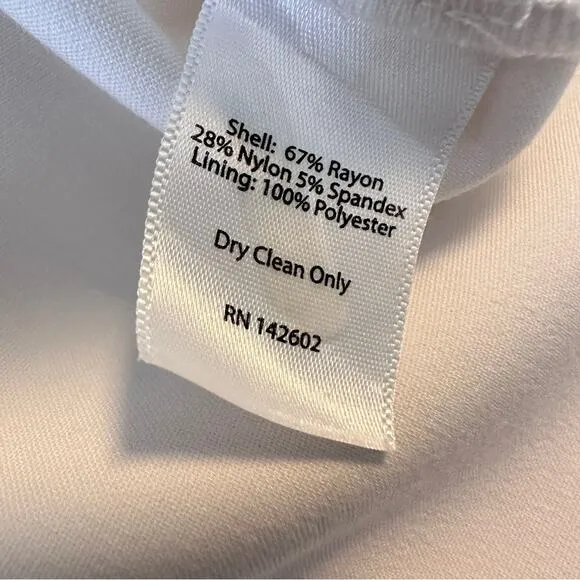 Shell: 67% Rayon
28% Nylon 5% Spandex
Lining: 100% Polyester
Dry Clean Only
RN 142602